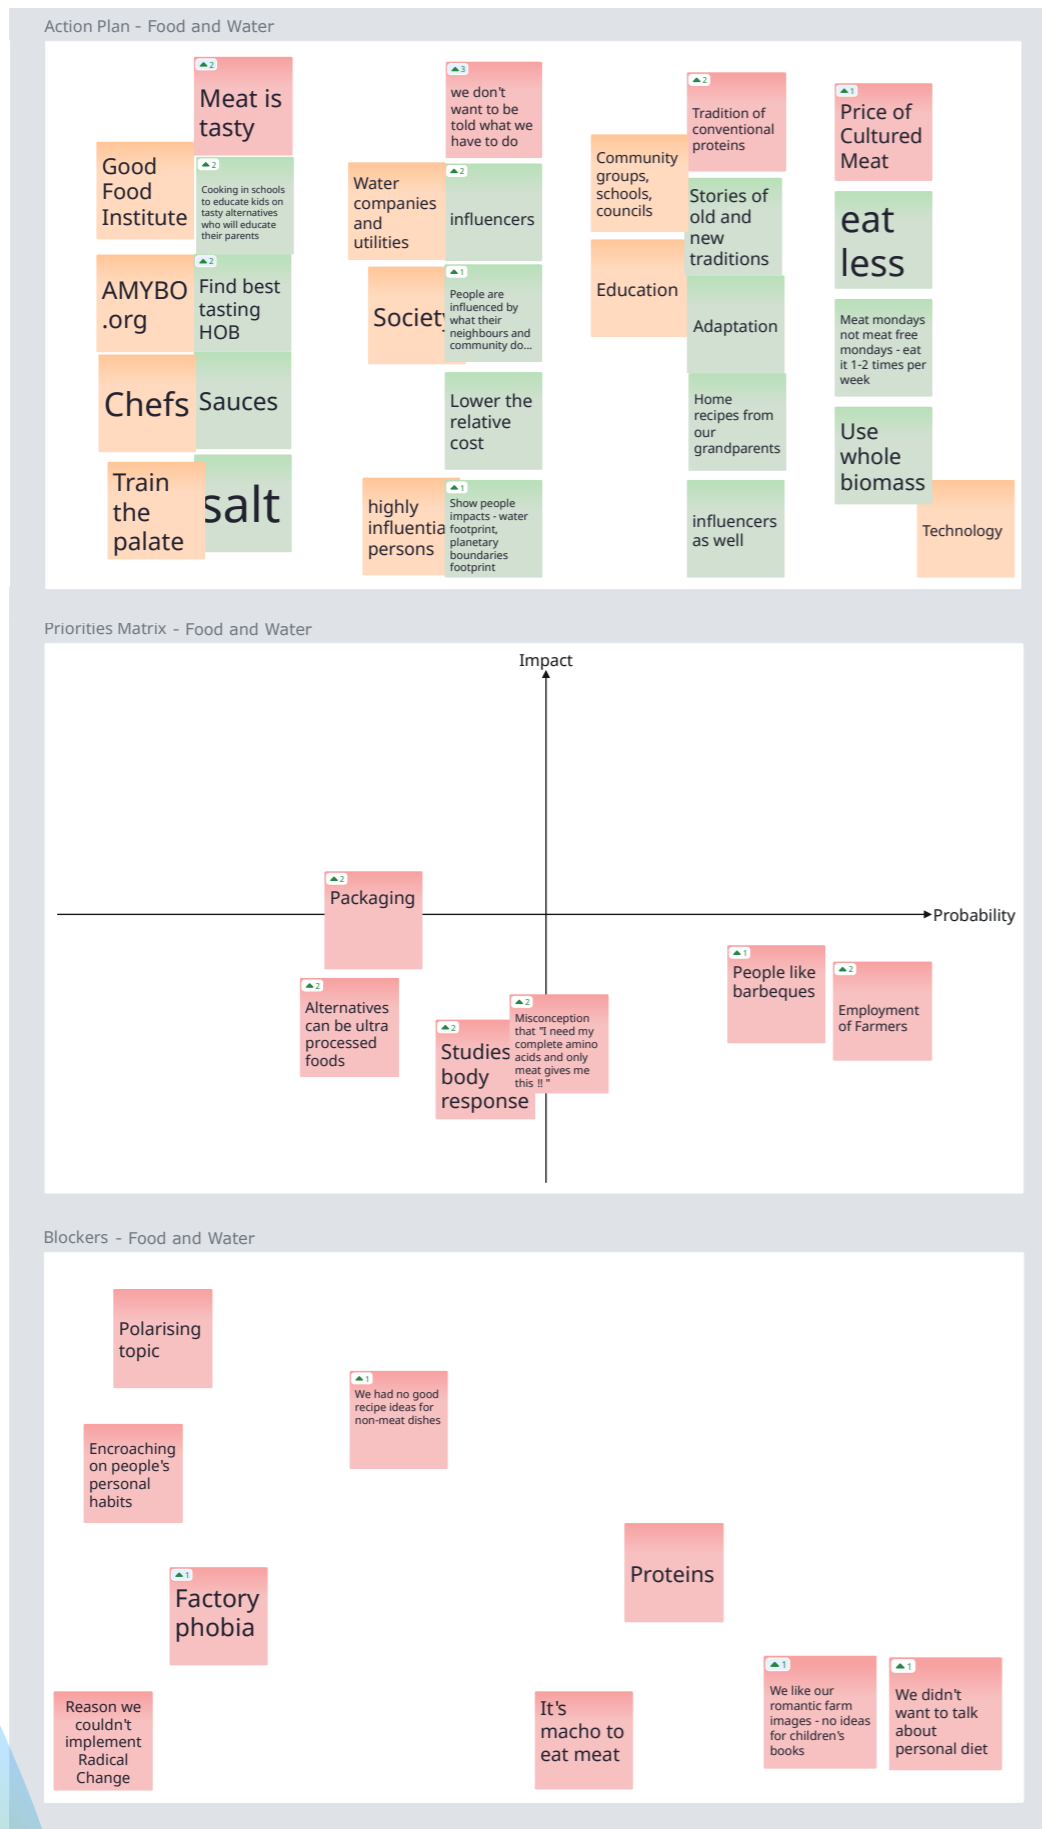 Action Plan - Food and Water
2
Meat is
tasty
Good
Food
Institute
2
Cooking in schools
to educate kids on
tasty alternatives
who will educate
their parents
AMYBO
.org
2
Find best
tasting
HOB
Chefs
Sauces
Train
the
palate
salt
3
we don't
want to be
told what we
have to do
Water
companies
and
utilities
2
influencers
Society
1
People are
influenced by
what their
neighbours and
community do...
Lower the
relative
cost
highly
influentia
persons
1
Show people
impacts - water
footprint,
planetary
boundaries
footprint
2
Tradition of
conventional
proteins
Community
groups,
schools,
councils
Stories of
old and
new
traditions
Education
Adaptation
Home
recipes from
our
grandparents
influencers
as well
1
Price of
Cultured
Meat
eat
less
Meat mondays
not meat free
mondays - eat
it 1-2 times per
week
Use
whole
biomass
Technology
Priorities Matrix - Food and Water
Impact
2
Packaging
Probability
2
Alternatives
can be ultra
processed
foods
2
Studies
body
response
2
Misconception
that "I need my
complete amino
acids and only
meat gives me
this !! "
1
People like
barbeques
2
Employment
of Farmers
Blockers - Food and Water
Polarising
topic
1
We had no good
recipe ideas for
non-meat dishes
Encroaching
on people's
personal
habits
1
Factory
phobia
Proteins
Reason we
couldn't
implement
Radical
Change
It's
macho to
eat meat
1
We like our
romantic farm
images - no ideas
for children's
books
1
We didn't
want to talk
about
personal diet